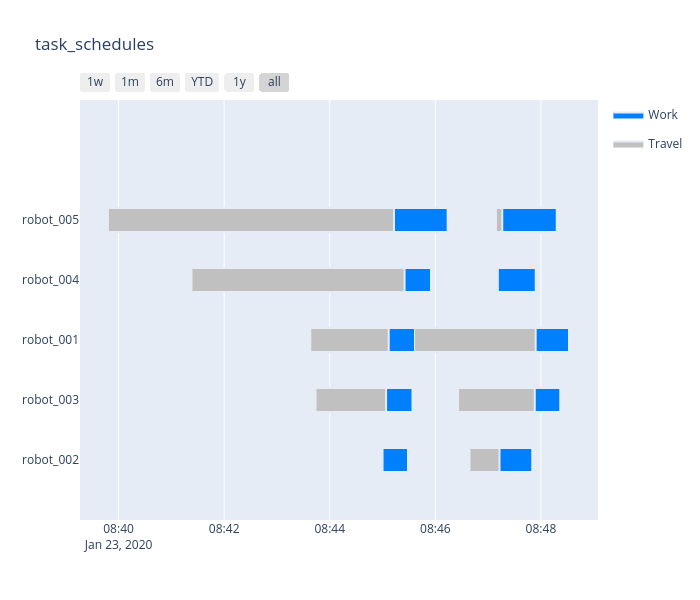 task_schedules
1w 1m 6m YTD 1y all
Work
Travel
robot_005
robot_004
robot_001
robot_003
robot_002
08:40 08:42 08:44 08:46 08:48
Jan 23, 2020